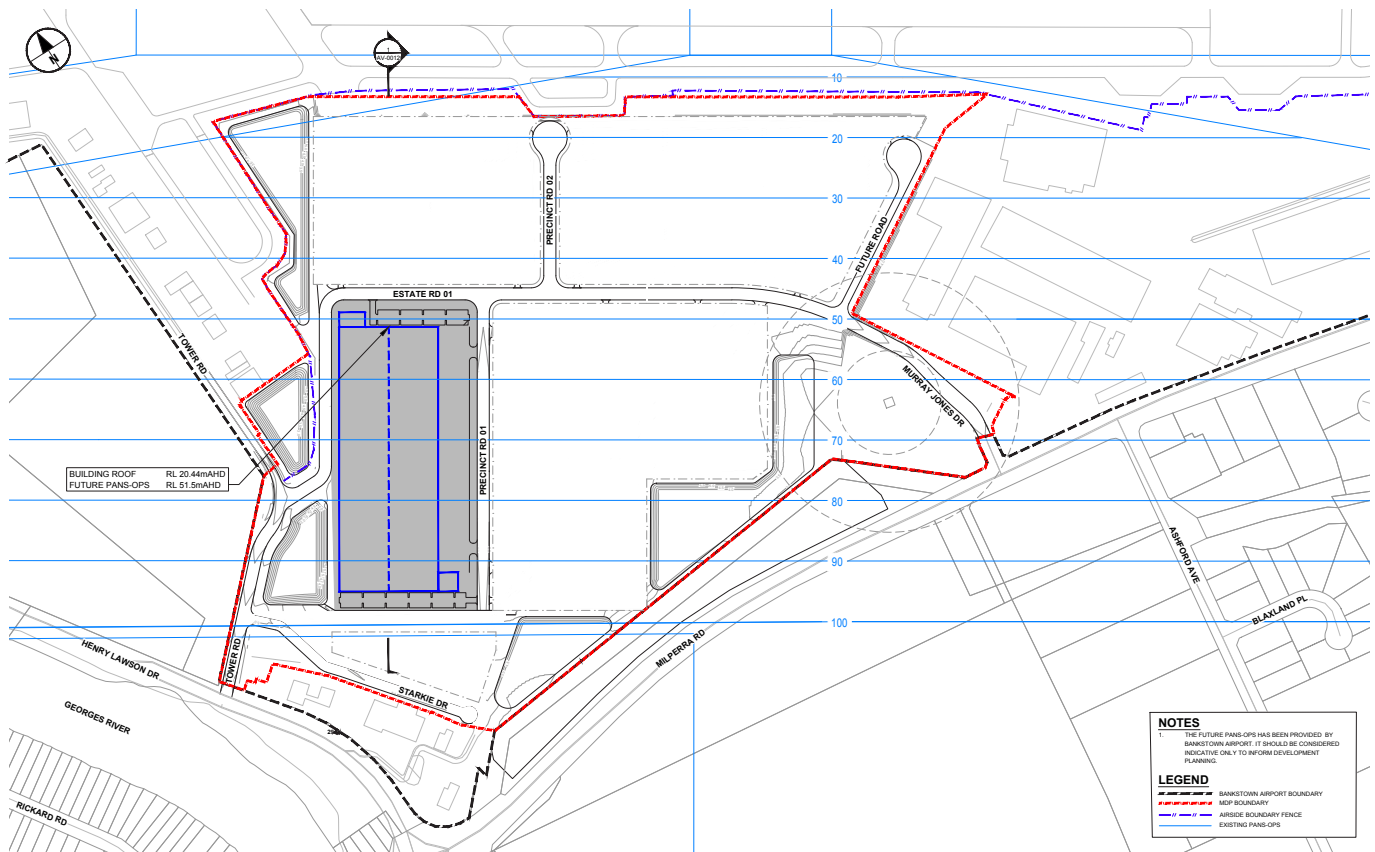 N
1
AV-0012
10
20
30
40
50
60
70
80
90
100
PRECINCT RD 02
FUTURE ROAD
ESTATE RD 01
TOWER RD
MURRAY JONES DR
PRECINCT RD 01
BUILDING ROOF RL 20.44mAHD
FUTURE PANS-OPS RL 51.5mAHD
ASHFORD AVE
BLAXLAND PL
MILPERRA RD
HENRY LAWSON DR
TOWER RD
STARKIE DR
GEORGES RIVER
RICKARD RD
NOTES
1. THE FUTURE PANS-OPS HAS BEEN PROVIDED BY
BANKSTOWN AIRPORT. IT SHOULD BE CONSIDERED
INDICATIVE ONLY TO INFORM DEVELOPMENT
PLANNING.
LEGEND
BANKSTOWN AIRPORT BOUNDARY
MDP BOUNDARY
AIRSIDE BOUNDARY FENCE
EXISTING PANS-OPS